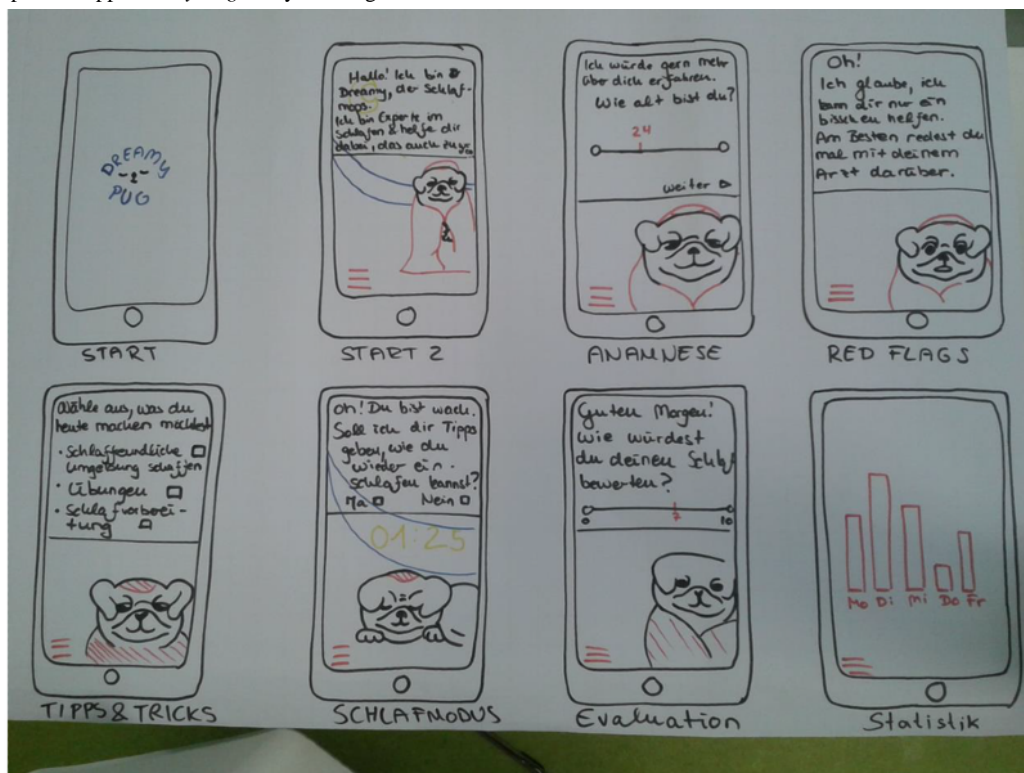 DREAMY
PUG
START
Hallo! Ich bin
Dreamy, der Schlaf-
mops.
Ich bin Experte im
Schlafen & helfe dir
dabei, das auch zu
START 2
Ich würde gern mehr
über dich erfahren.
Wie alt bist du?
24
weiter
ANAMNESE
Oh!
Ich glaube, ich
kann dir nur ein
bisschen helfen.
Am Besten redest du
mal mit deinem
Arzt darüber.
RED FLAGS
Wähle aus, was du
heute machen möchtest
• Schlaffreundliche
Umgebung schaffen
• Übungen
• Schlafvorberei-
tung
TIPPS & TRICKS
Oh! Du bist wach.
Soll ich dir Tipps
geben, wie du
wieder ein-
schlafen kannst?
Nein
01:25
SCHLAFMODUS
Guten Morgen!
Wie würdest
du deinen Schlaf
bewerten?
7
0 10
Evaluation
Mo Di Mi Do Fr
Statistik